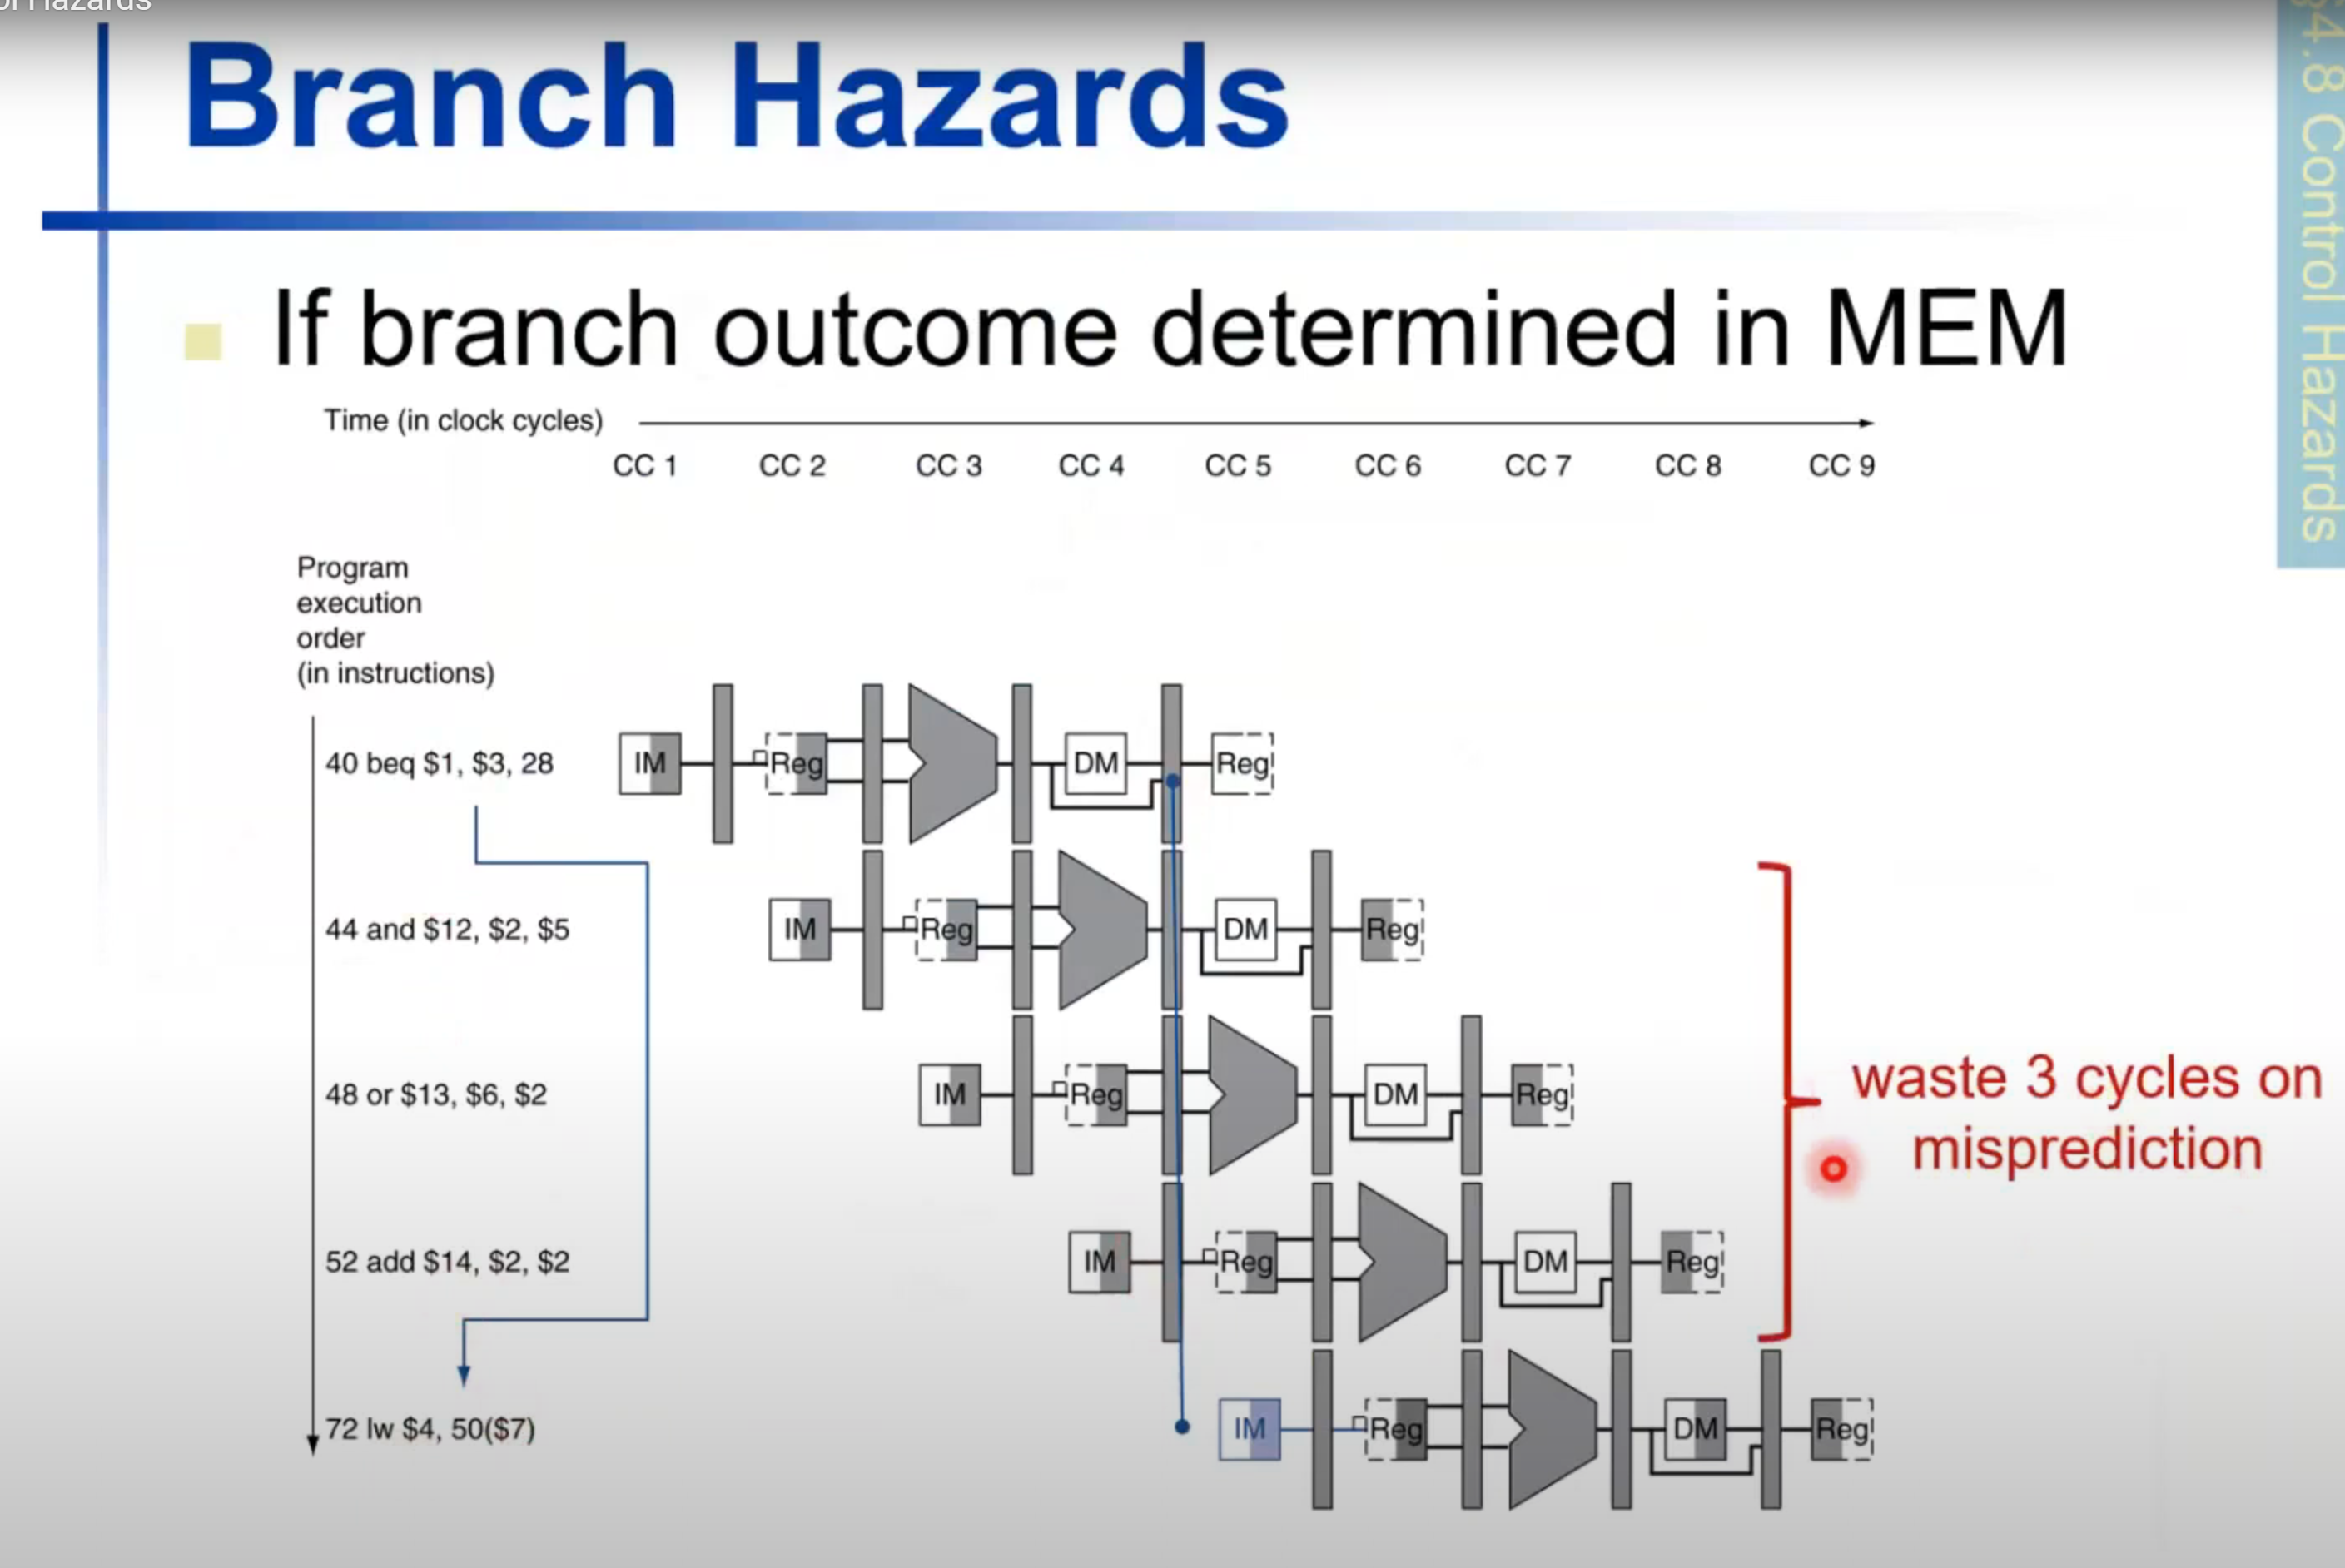 Hazards
Branch Hazards
§4.8 Control Hazards
If branch outcome determined in MEM
Time (in clock cycles)
CC 1 CC 2 CC 3 CC 4 CC 5 CC 6 CC 7 CC 8 CC 9
Program
execution
order
(in instructions)
40 beq $1, $3, 28 IM Reg DM Reg
44 and $12, $2, $5 IM Reg DM Reg
48 or $13, $6, $2 IM Reg DM Reg
waste 3 cycles on
misprediction
52 add $14, $2, $2 IM Reg DM Reg
72 lw $4, 50($7) IM Reg DM Reg